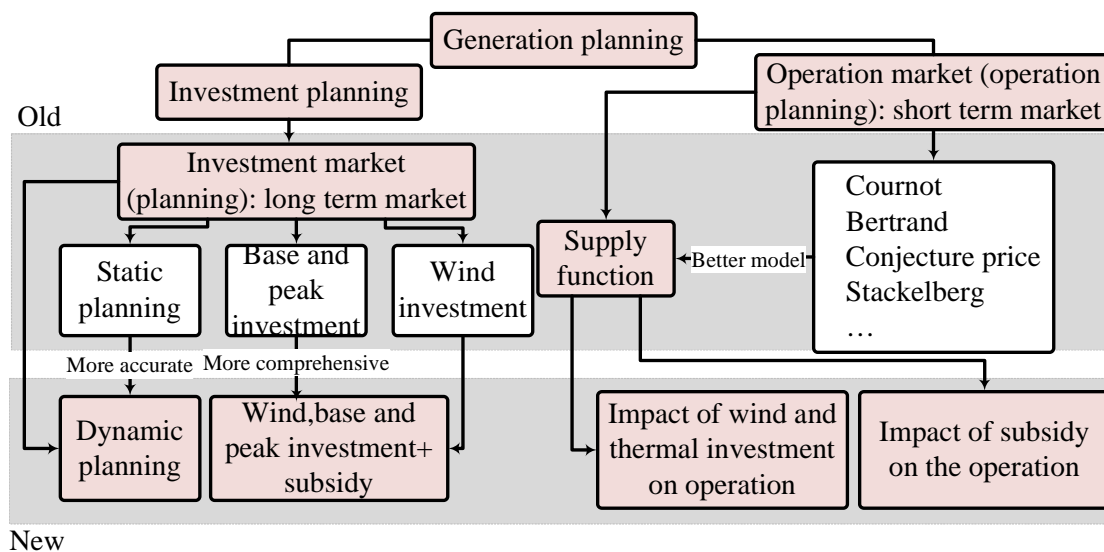 Generation planning
Investment planning
Operation market (operation
planning): short term market
Old
Investment market
(planning): long term market
Cournot
Bertrand
Conjecture price
Stackelberg
…
Static
planning
Base and
peak
investment
Wind
investment
Supply
function
Better model
More accurate
More comprehensive
Dynamic
planning
Wind,base and
peak investment+
subsidy
Impact of wind and
thermal investment
on operation
Impact of subsidy
on the operation
New